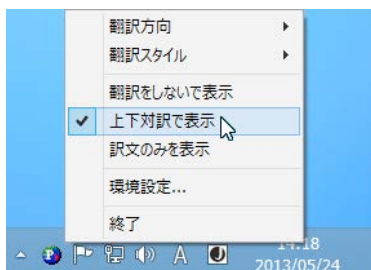 翻訳方向
翻訳スタイル
翻訳をしないで表示
上下対訳で表示
訳文のみを表示
環境設定...
終了
A
14:18
2013/05/24